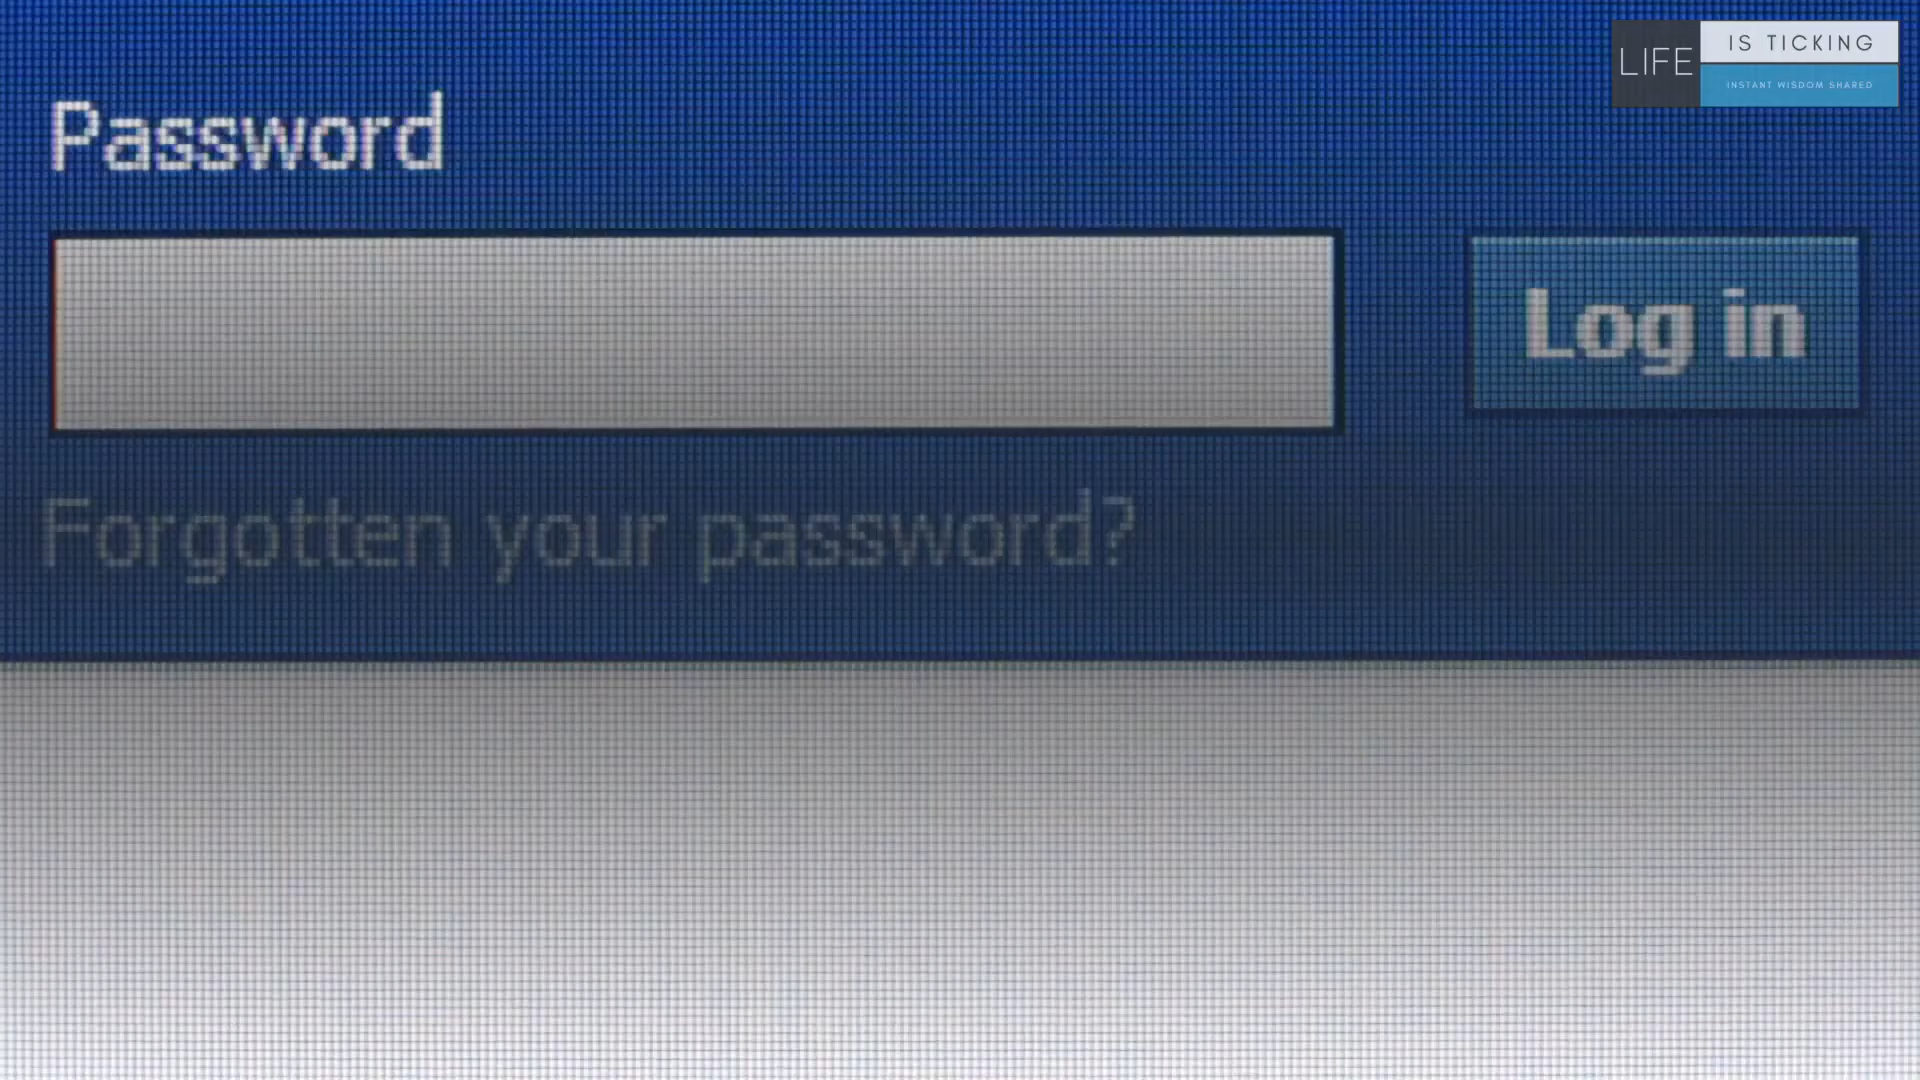 LIFE
IS TICKING
INSTANT WISDOM SHARED
Password
Log in
Forgotten your password?